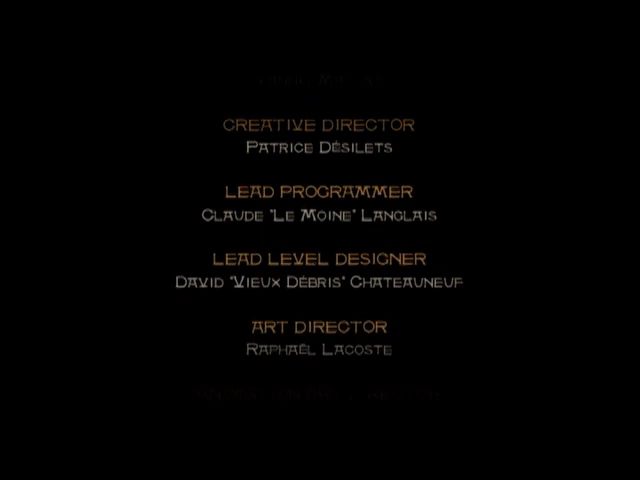 CREATIVE DIRECTOR
PATRICE DÉSILETS
LEAD PROGRAMMER
CLAUDE "LE MOINE" LANGLAIS
LEAD LEVEL DESIGNER
DAVID "VIEUX DÉBRIS" CHATEAUNEUF
ART DIRECTOR
RAPHAËL LACOSTE